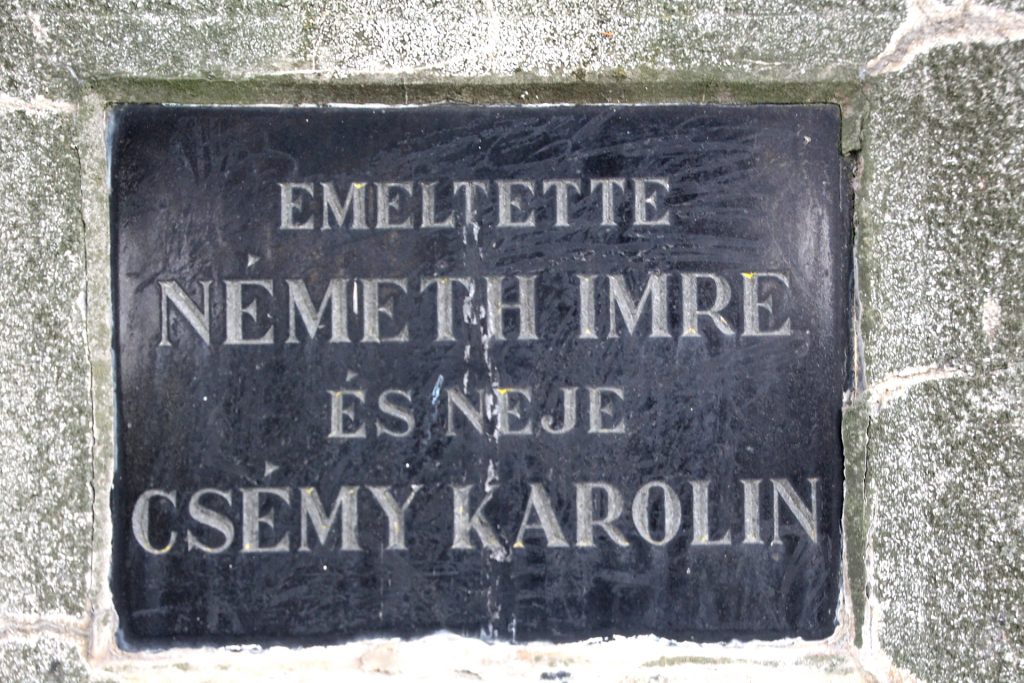 EMELTETTE
NÉMETH IMRE
ÉS NEJE
CSÉMY KAROLIN